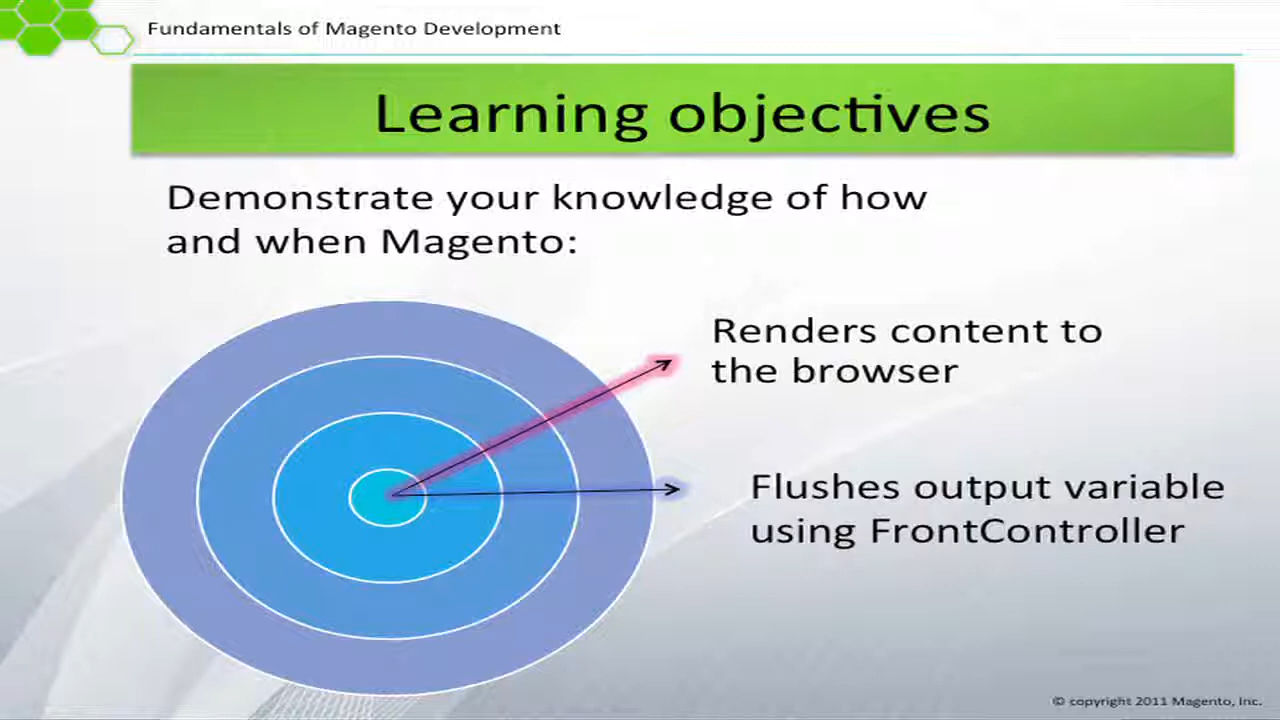 Fundamentals of Magento Development
Learning objectives
Demonstrate your knowledge of how
and when Magento:
Renders content to
the browser
Flushes output variable
using FrontController
© copyright 2011 Magento, Inc.